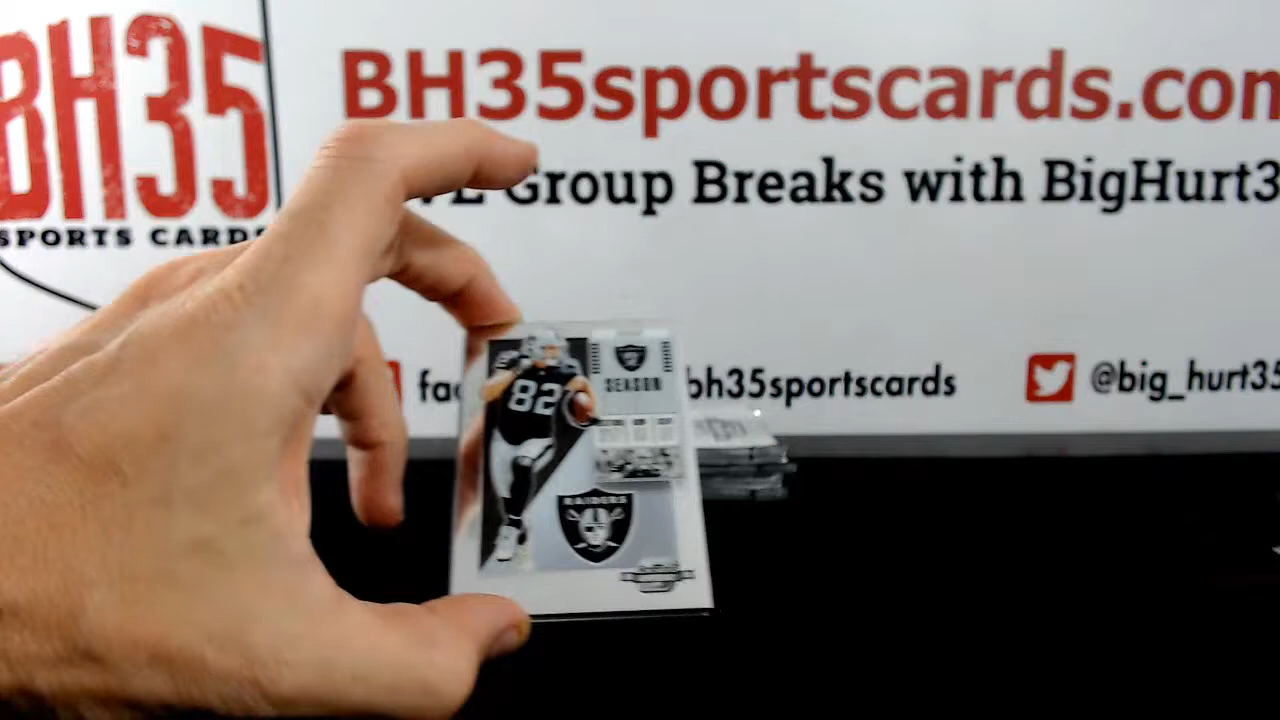 BH35
SPORTS CARDS
BH35sportscards.com
Group Breaks with BigHurt3
bh35sportscards
@big_hurt35
82
SEASON
RAIDERS